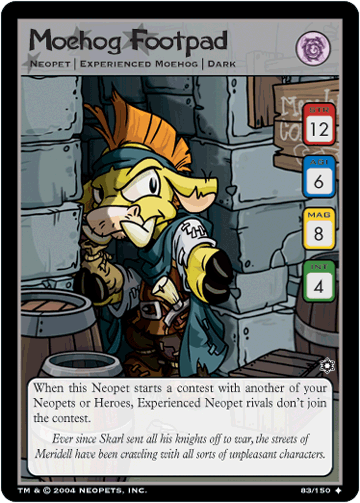 Moehog Footpad
Neopet | Experienced Moehog | Dark
STR
12
AGI
6
MAG
8
INT
4
When this Neopet starts a contest with another of your
Neopets or Heroes, Experienced Neopet rivals don't join
the contest.
Ever since Skarl sent all his knights off to war, the streets of
Meridell have been crawling with all sorts of unpleasant characters.
TM & © 2004 NEOPETS, INC.
83/150